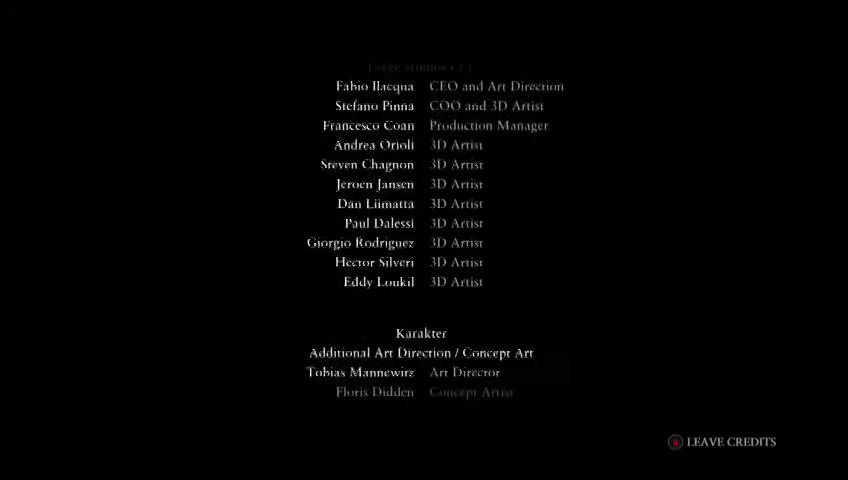 Fabio Ilacqua CEO and Art Direction
Stefano Pinna COO and 3D Artist
Francesco Coan Production Manager
Andrea Orioli 3D Artist
Steven Chagnon 3D Artist
Jeroen Jansen 3D Artist
Dan Liimatta 3D Artist
Paul Dalessi 3D Artist
Giorgio Rodriguez 3D Artist
Hector Silveri 3D Artist
Eddy Loukil 3D Artist
Karakter
Additional Art Direction / Concept Art
Tobias Mannewitz Art Director
Floris Didden Concept Artist
LEAVE CREDITS